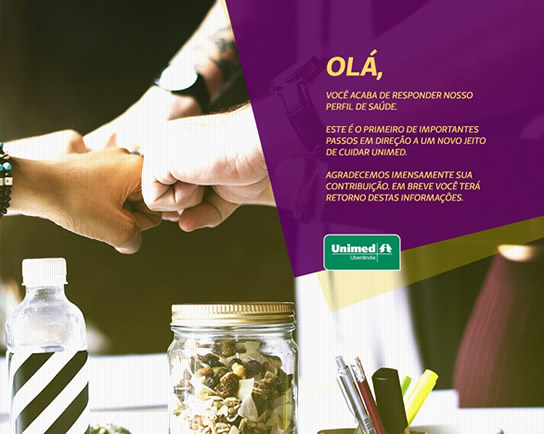 OLÁ,
VOCÊ ACABA DE RESPONDER NOSSO
PERFIL DE SAÚDE.
ESTE É O PRIMEIRO DE IMPORTANTES
PASSOS EM DIREÇÃO A UM NOVO JEITO
DE CUIDAR UNIMED.
AGRADECEMOS IMENSAMENTE SUA
CONTRIBUIÇÃO. EM BREVE VOCÊ TERÁ
RETORNO DESTAS INFORMAÇÕES.
Unimed
Uberlândia